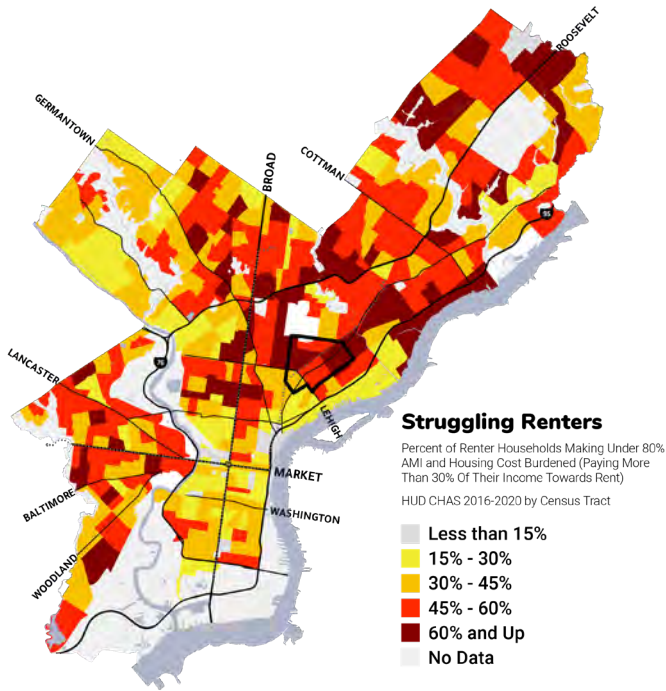 ROOSEVELT
GERMANTOWN
BROAD
COTTMAN
95
76
LANCASTER
LEHIGH
MARKET
BALTIMORE
WASHINGTON
WOODLAND
Struggling Renters
Percent of Renter Households Making Under 80%
AMI and Housing Cost Burdened (Paying More
Than 30% Of Their Income Towards Rent)
HUD CHAS 2016-2020 by Census Tract
Less than 15%
15% - 30%
30% - 45%
45% - 60%
60% and Up
No Data